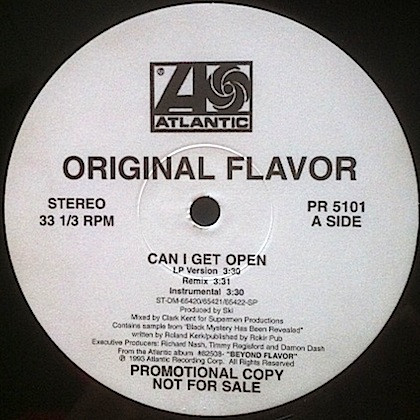 ATLANTIC
ORIGINAL FLAVOR
STEREO
33 1/3 RPM
PR 5101
A SIDE
CAN I GET OPEN
LP Version 3:30
Remix 3:31
Instrumental 3:30
ST-DM-65420/65421/65422-SP
Produced by Ski
Mixed by Clark Kent for Supermen Productions
Contains sample from "Black Mystery Has Been Revealed"
written by Roland Kerk/published by Rokir Pub
Executive Producers: Richard Nash, Timmy Regisford and Damon Dash
From the Atlantic album #82508- "BEYOND FLAVOR"
℗ 1993 Atlantic Recording Corp. All Rights Reserved
PROMOTIONAL COPY
NOT FOR SALE